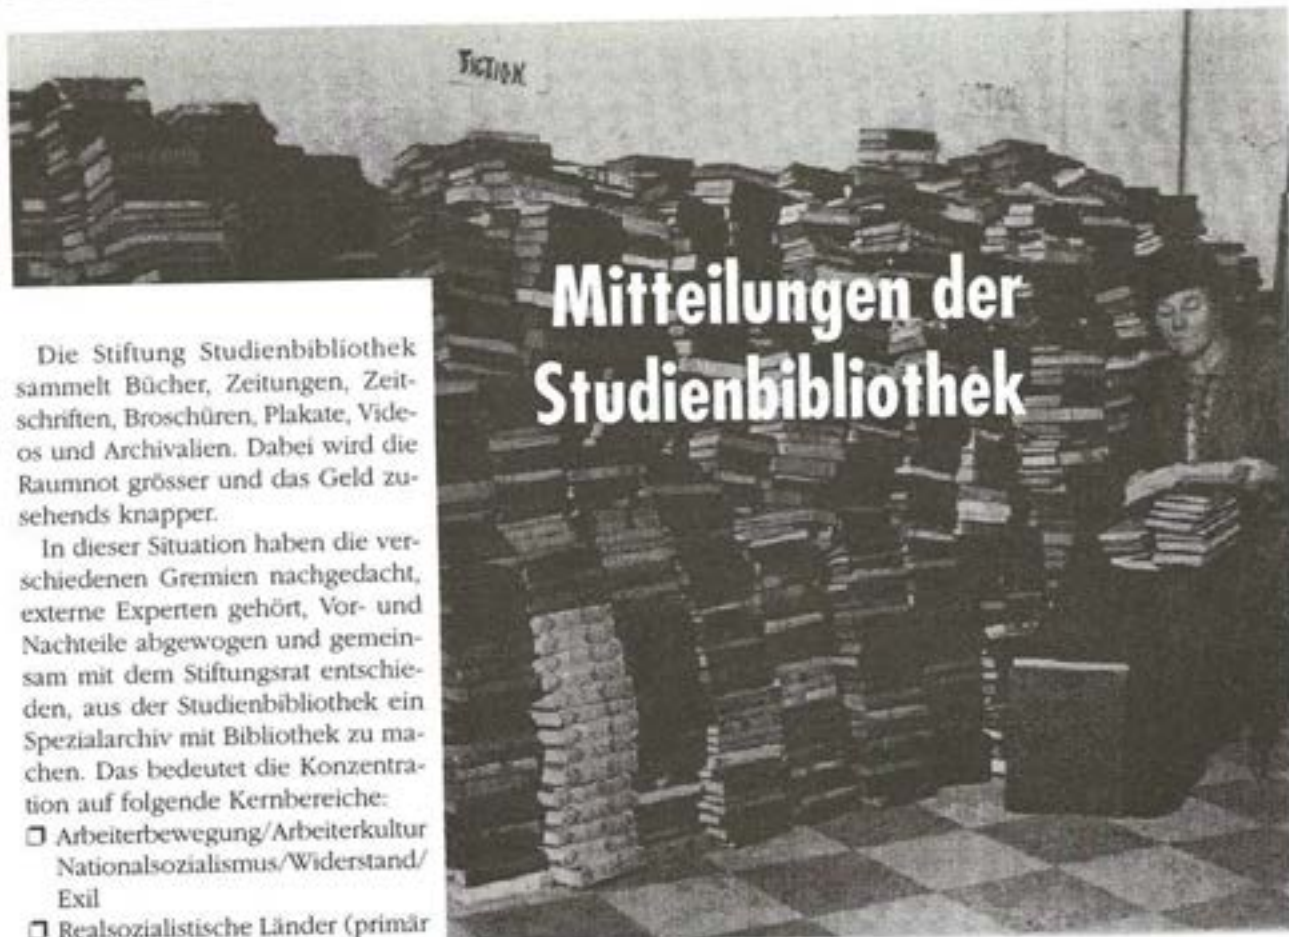 FICTION
Mitteilungen der
Studienbibliothek
Die Stiftung Studienbibliothek
sammelt Bücher, Zeitungen, Zeit-
schriften, Broschüren, Plakate, Vide-
os und Archivalien. Dabei wird die
Raumnot grösser und das Geld zu-
sehends knapper.
In dieser Situation haben die ver-
schiedenen Gremien nachgedacht,
externe Experten gehört, Vor- und
Nachteile abgewogen und gemein-
sam mit dem Stiftungsrat entschie-
den, aus der Studienbibliothek ein
Spezialarchiv mit Bibliothek zu ma-
chen. Das bedeutet die Konzentra-
tion auf folgende Kernbereiche:
❒ Arbeiterbewegung/Arbeiterkultur
Nationalsozialismus/Widerstand/
Exil
❒ Realsozialistische Länder (primär